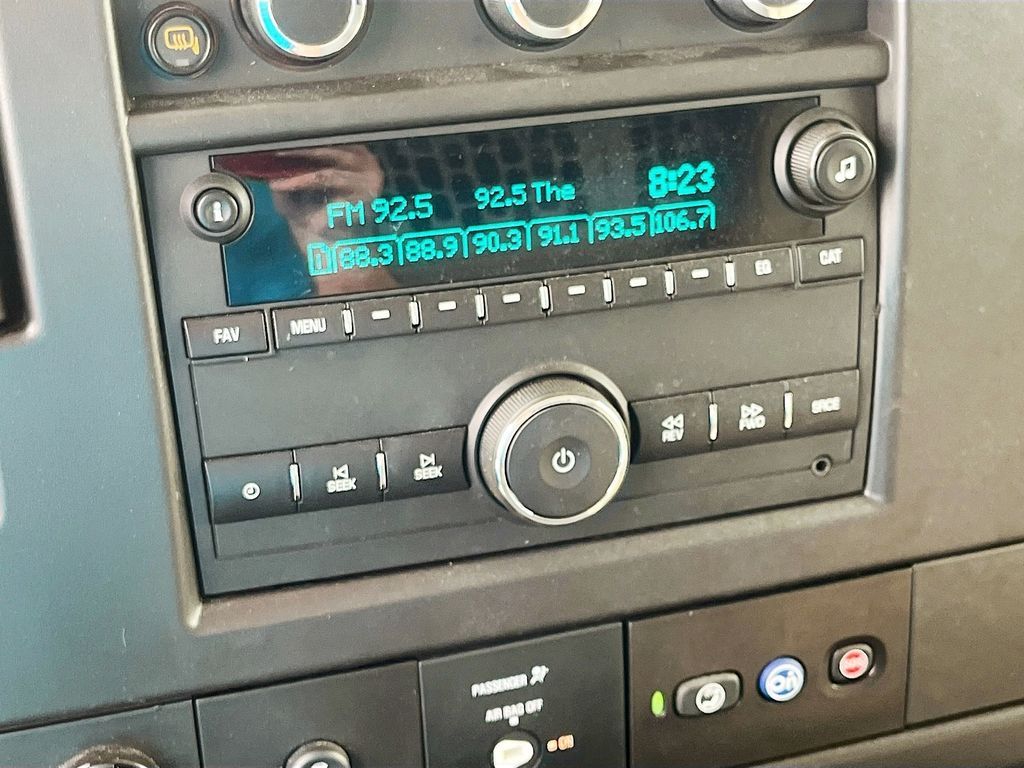 FM 92.5 92.5 The 8:23
88.3 88.9 90.3 91.1 93.5 106.7
FAV MENU EQ CAT
SEEK SEEK REV FWD SRCE
PASSENGER
AIR BAG OFF